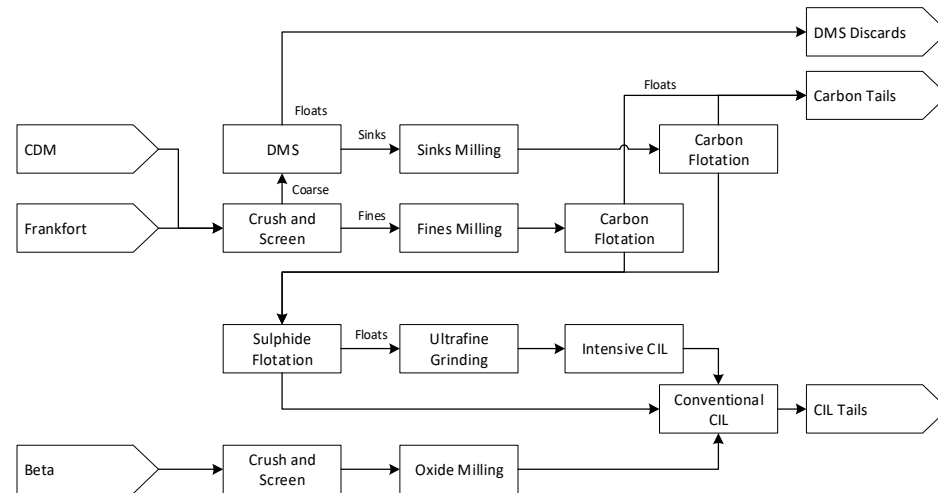 DMS Discards
Floats
Carbon Tails
Floats
CDM
DMS
Sinks
Sinks Milling
Carbon
Flotation
Coarse
Frankfort
Crush and
Screen
Fines
Fines Milling
Carbon
Flotation
Sulphide
Flotation
Floats
Ultrafine
Grinding
Intensive CIL
Conventional
CIL
CIL Tails
Beta
Crush and
Screen
Oxide Milling